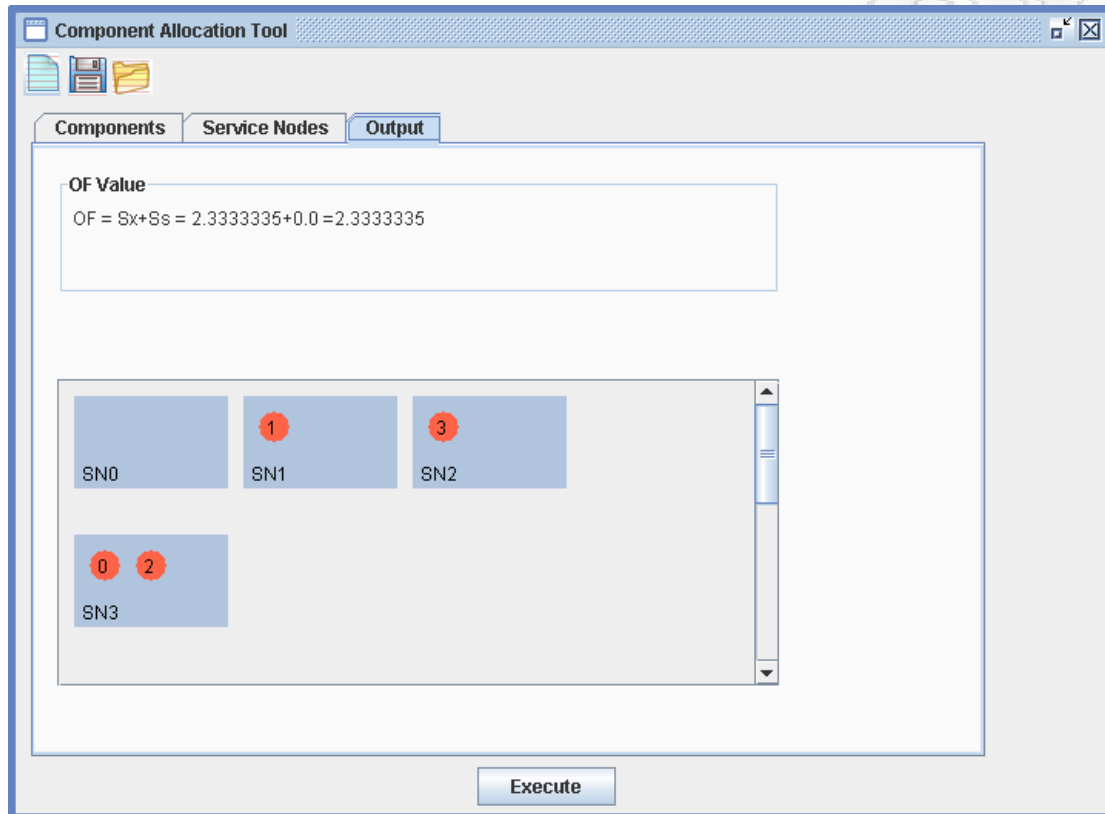 Component Allocation Tool
Components Service Nodes Output
OF Value
OF = Sx+Ss = 2.3333335+0.0 =2.3333335
1 3
SN0 SN1 SN2
0 2
SN3
Execute